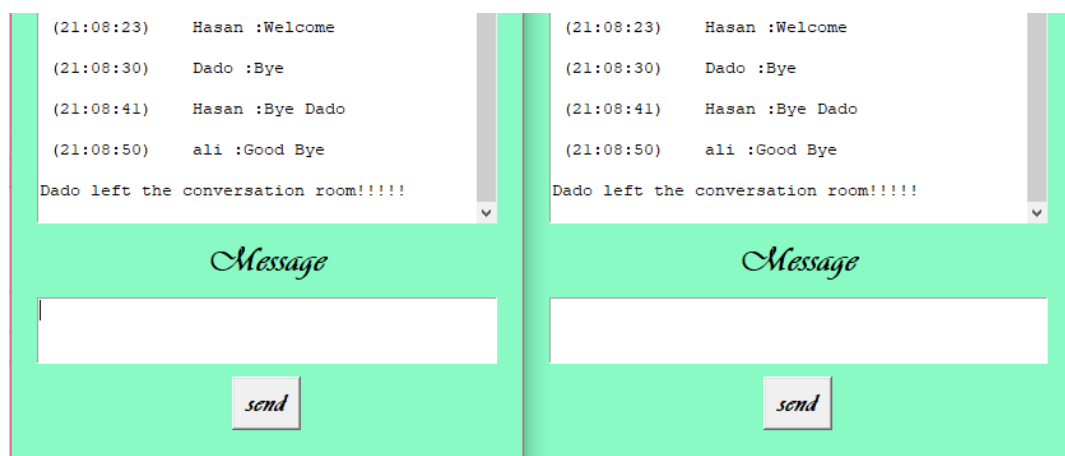 (21:08:23) Hasan :Welcome
(21:08:30) Dado :Bye
(21:08:41) Hasan :Bye Dado
(21:08:50) ali :Good Bye
Dado left the conversation room!!!!!
Message
send
(21:08:23) Hasan :Welcome
(21:08:30) Dado :Bye
(21:08:41) Hasan :Bye Dado
(21:08:50) ali :Good Bye
Dado left the conversation room!!!!!
Message
send